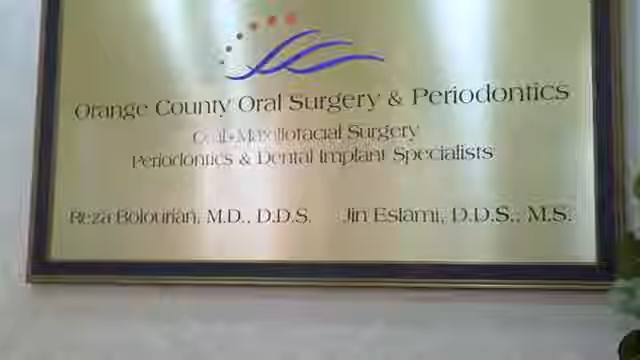 Orange County Oral Surgery & Periodontics
Oral & Maxillofacial Surgery
Periodontics & Dental Implant Specialists
Reza Bolourian, M.D., D.D.S. Jin Eslami, D.D.S., M.S.